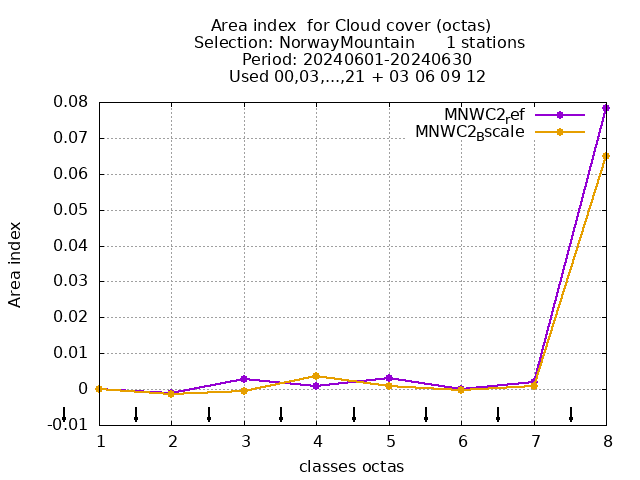 Area index  for Cloud cover (octas)
Selection: NorwayMountain      1 stations
Period: 20240601-20240630
Used 00,03,...,21 + 03 06 09 12
MNWC2ref
MNWC2Bscale
0.08
0.07
0.06
0.05
0.04
0.03
0.02
0.01
0
-0.01
Area index
1 2 3 4 5 6 7 8
classes octas